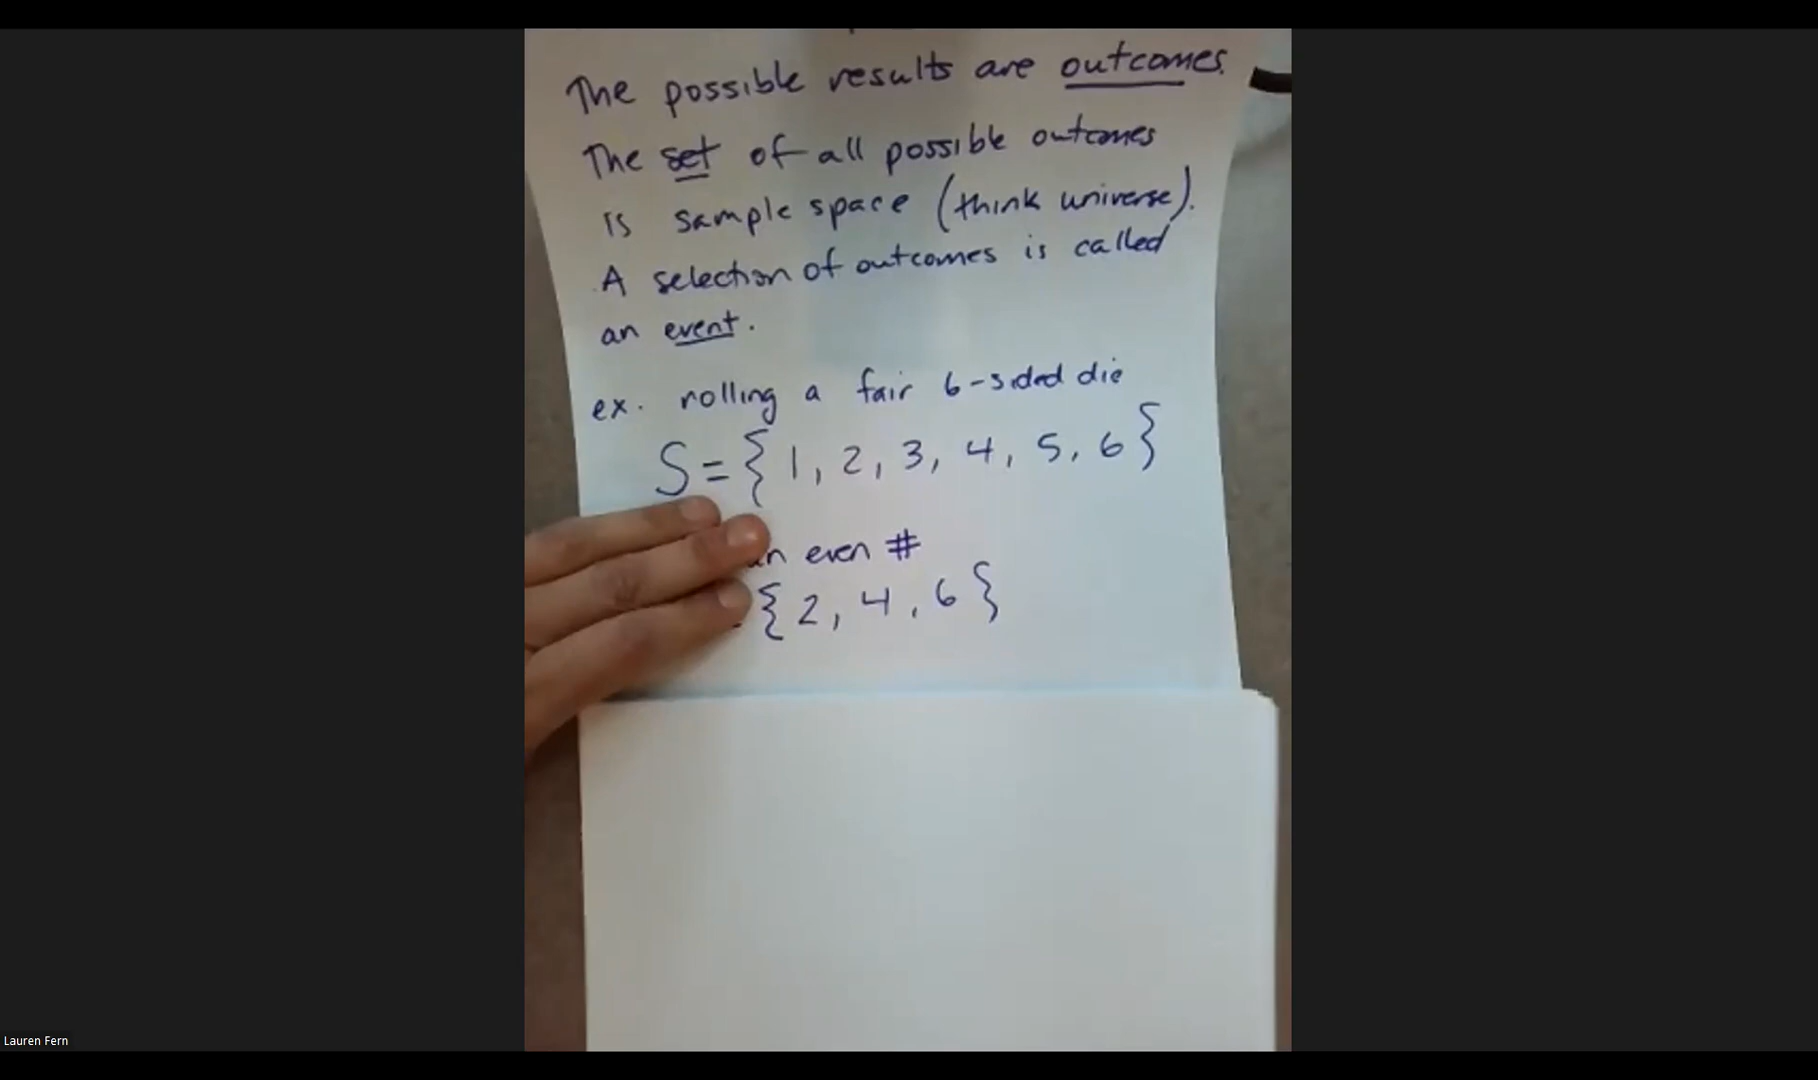 The possible results are outcomes.
The set of all possible outcomes
is sample space (think universe).
A selection of outcomes is called
an event.
ex. rolling a fair 6-sided die
S = { 1, 2, 3, 4, 5, 6 }
even #
{ 2, 4, 6 }
Lauren Fern